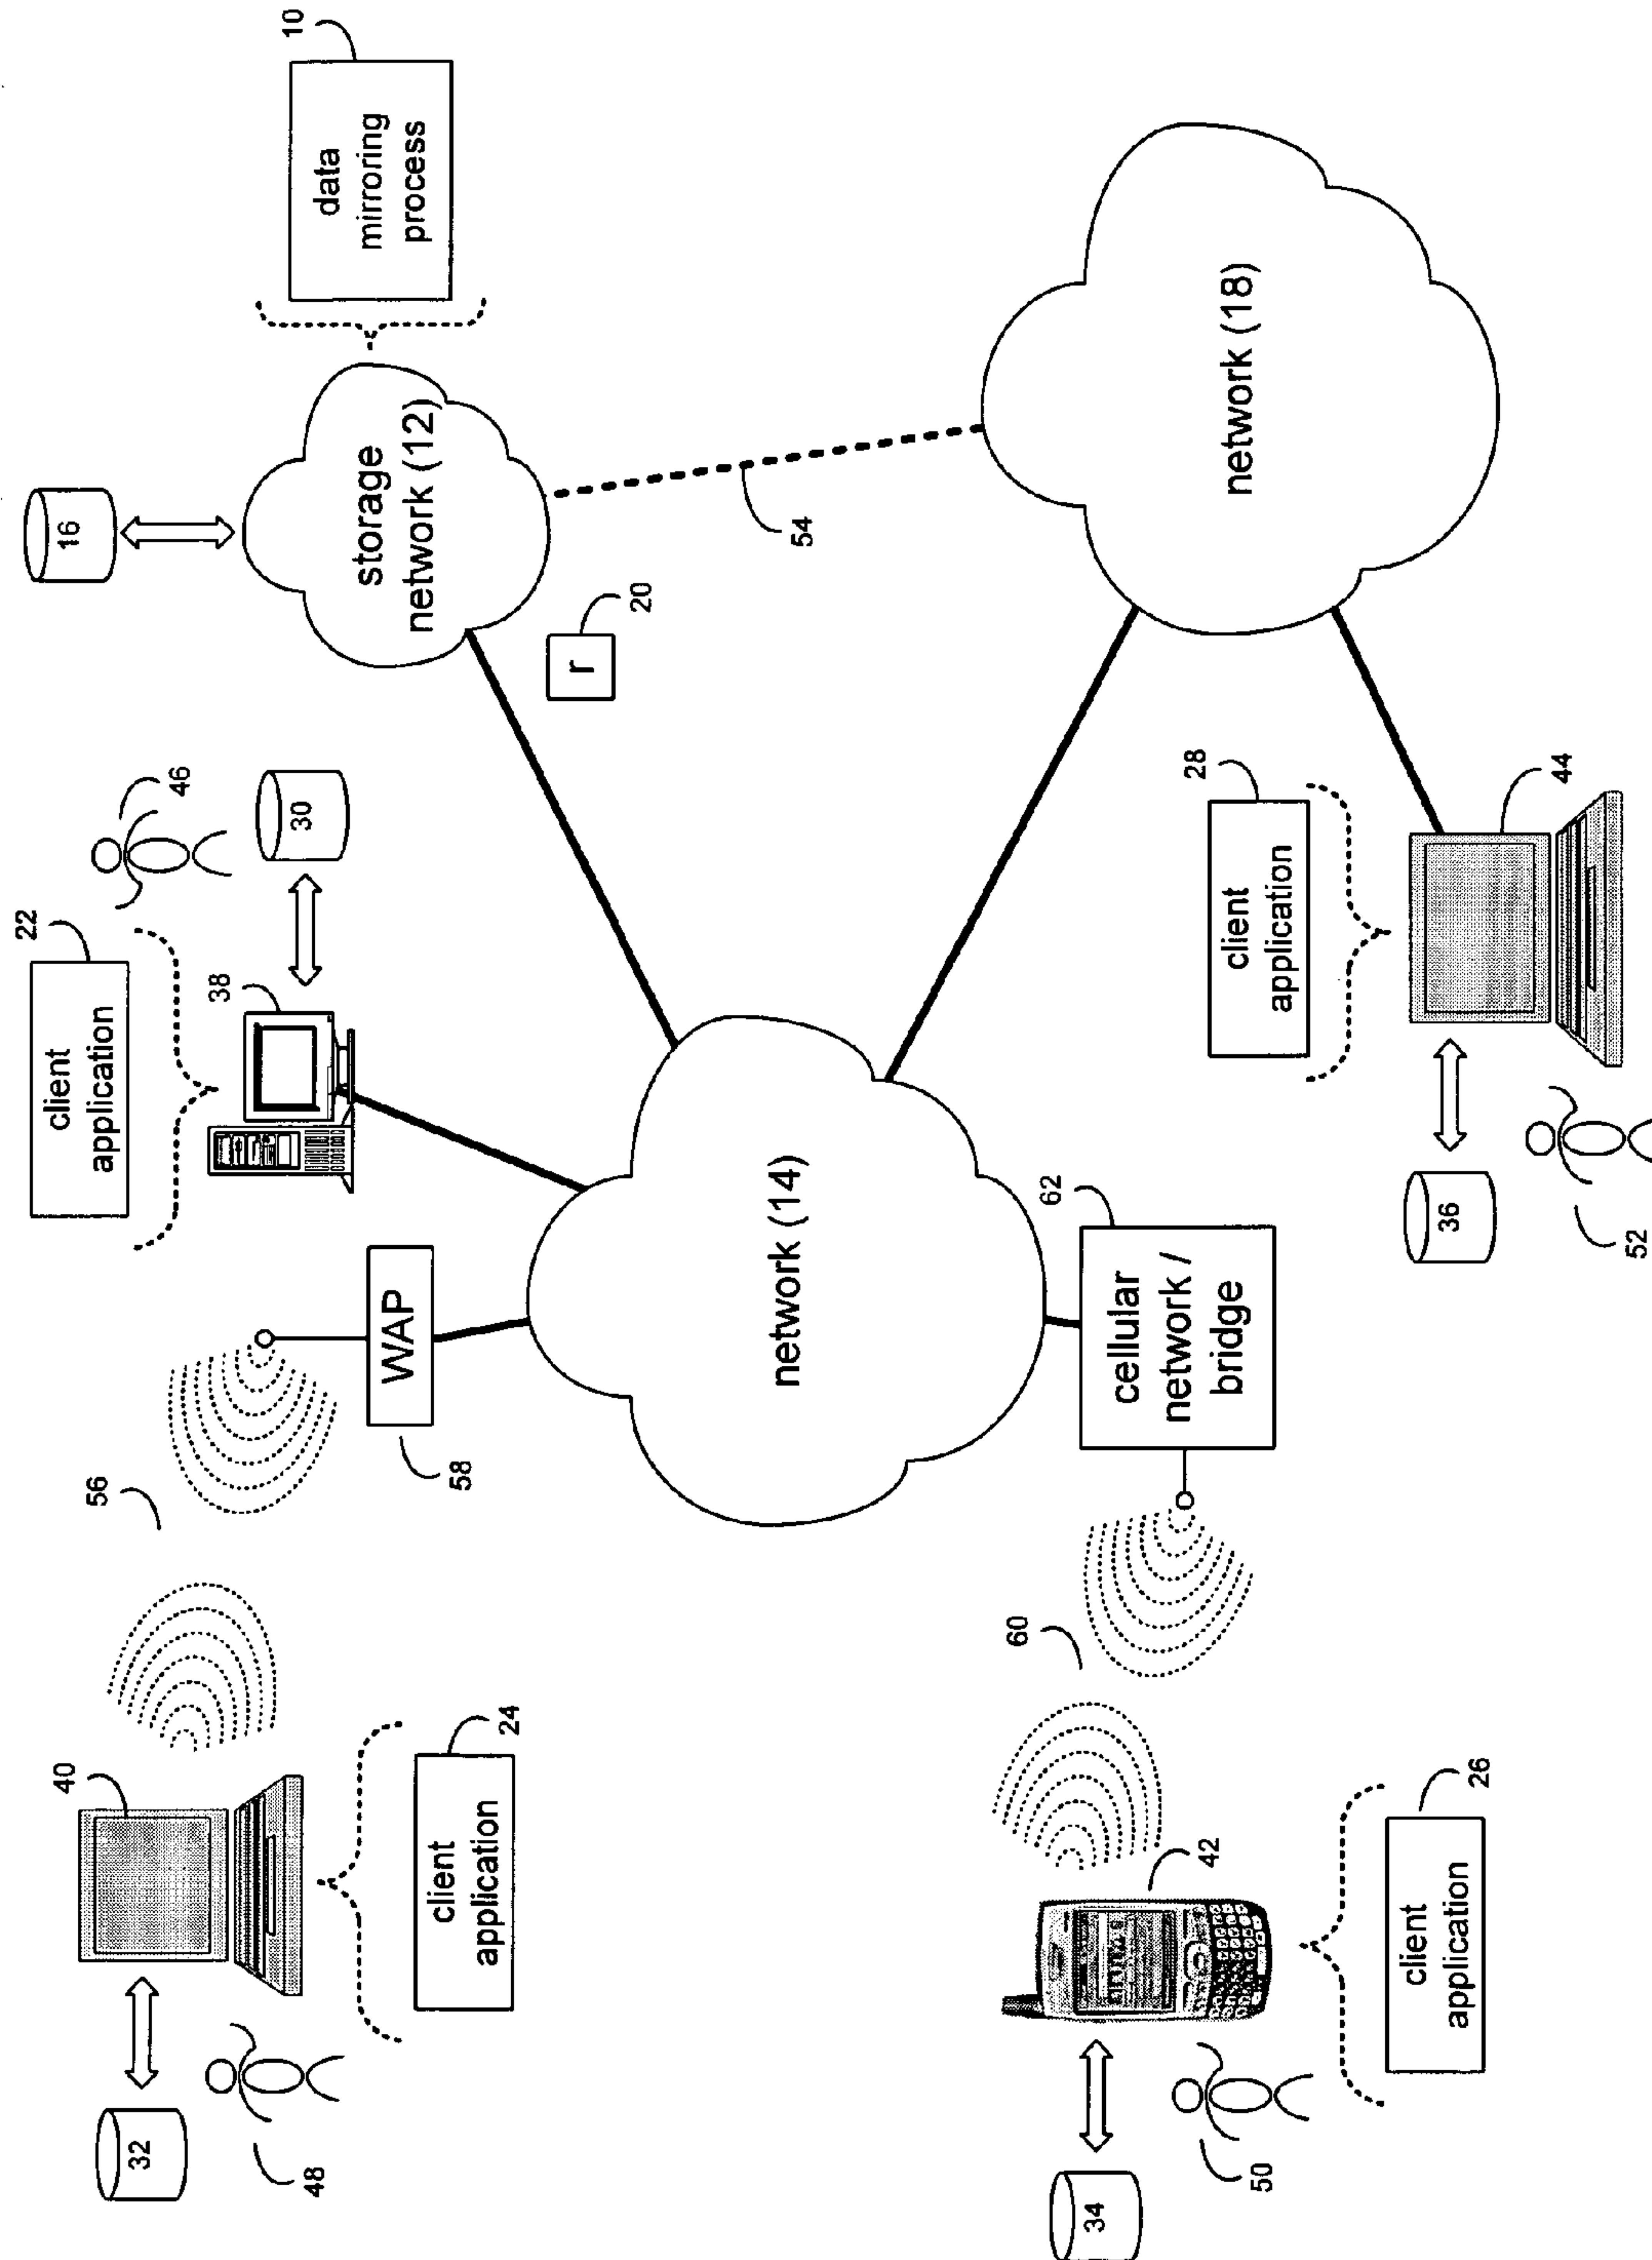 32
48
40
24
client
application
56
58
WAP
22
client
application
38
46
30
16
storage
network (12)
10
data
mirroring
process
20
r
54
network (14)
34
50
42
26
client
application
60
62
cellular
network /
bridge
28
client
application
36
52
44
network (18)